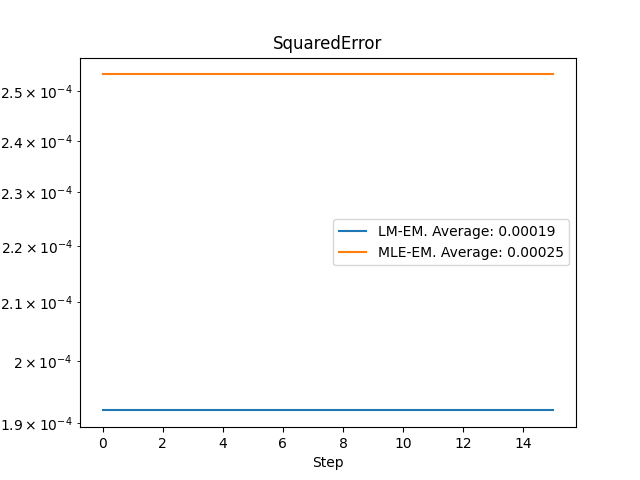 SquaredError
2.5 × 10⁻⁴
2.4 × 10⁻⁴
2.3 × 10⁻⁴
2.2 × 10⁻⁴
2.1 × 10⁻⁴
2 × 10⁻⁴
1.9 × 10⁻⁴
LM-EM. Average: 0.00019
MLE-EM. Average: 0.00025
0 2 4 6 8 10 12 14
Step